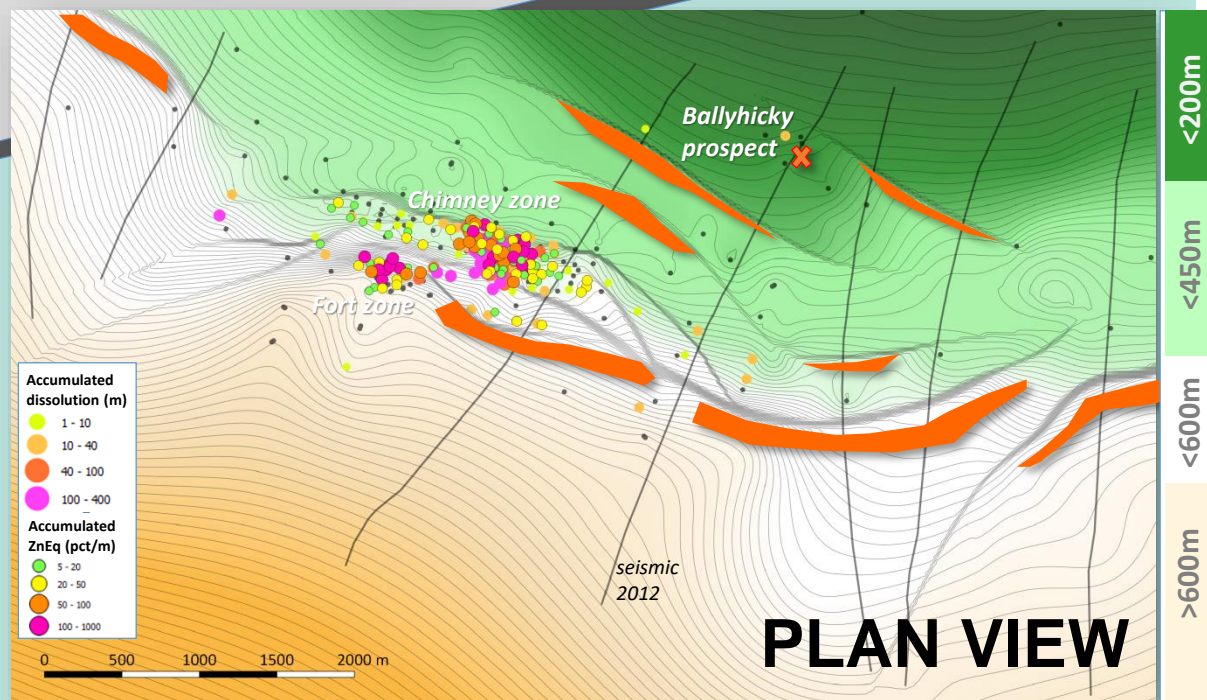 Ballyhicky
prospect
Chimney zone
Fort zone
Accumulated
dissolution (m)
1 - 10
10 - 40
40 - 100
100 - 400
Accumulated
ZnEq (pct/m)
5 - 20
20 - 50
50 - 100
100 - 1000
0 500 1000 1500 2000 m
seismic
2012
PLAN VIEW
<200m
<450m
<600m
>600m